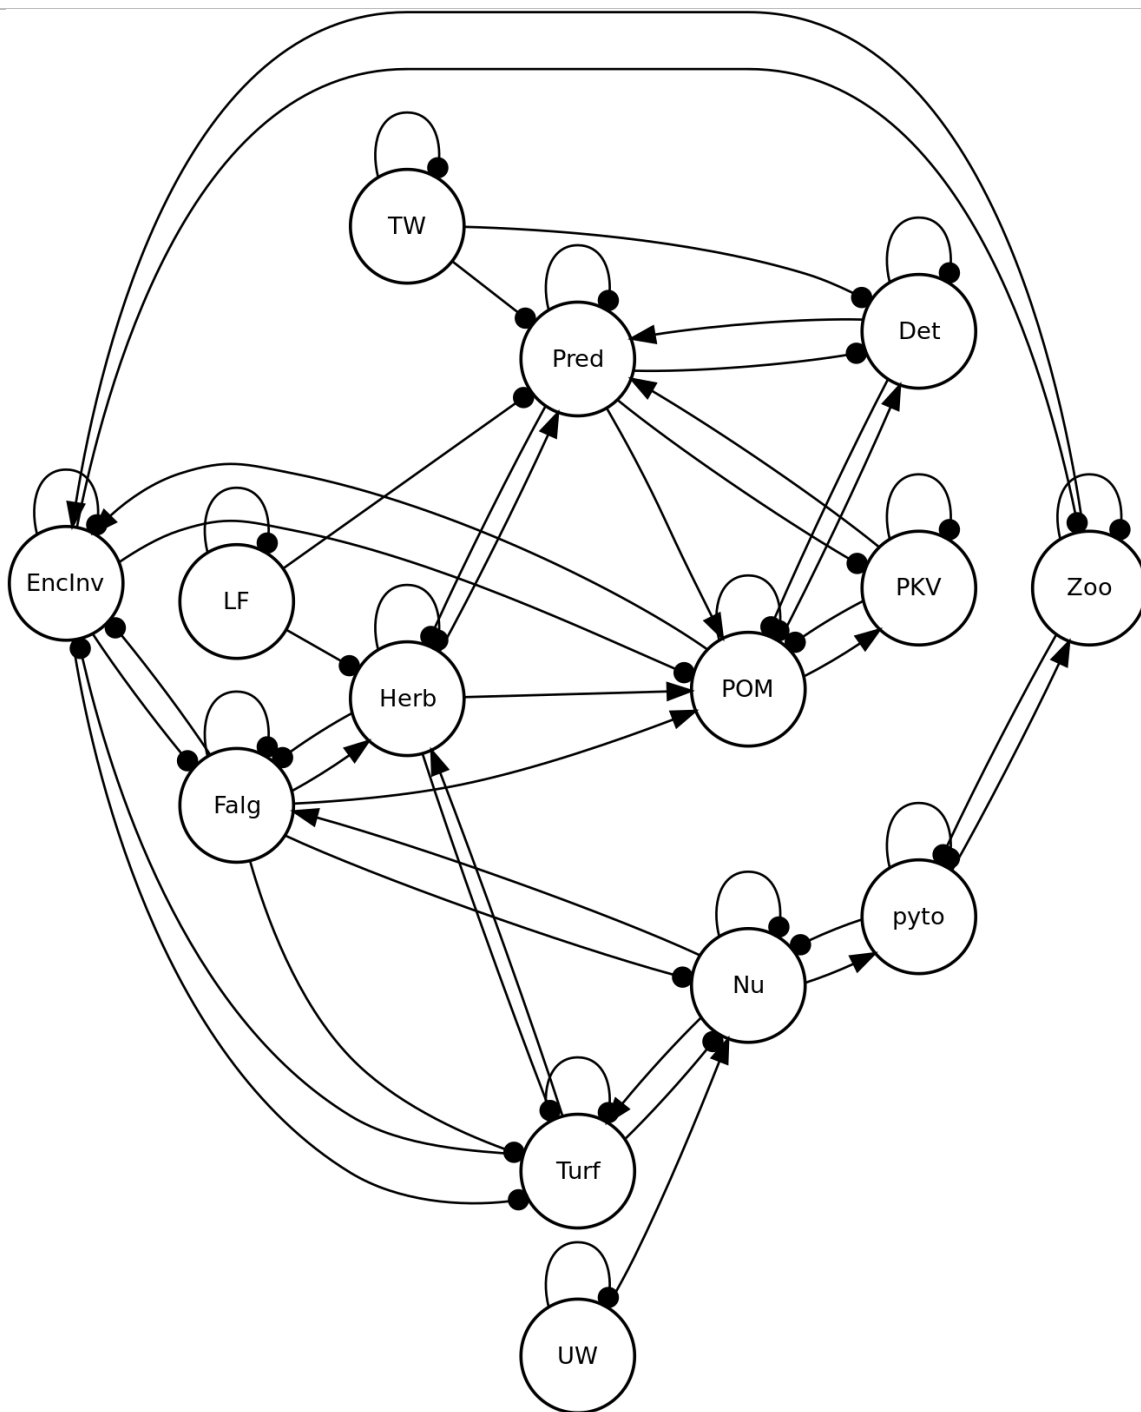 TW
Det
Pred
EncInv
LF
PKV
Zoo
Herb
POM
Falg
pyto
Nu
Turf
UW